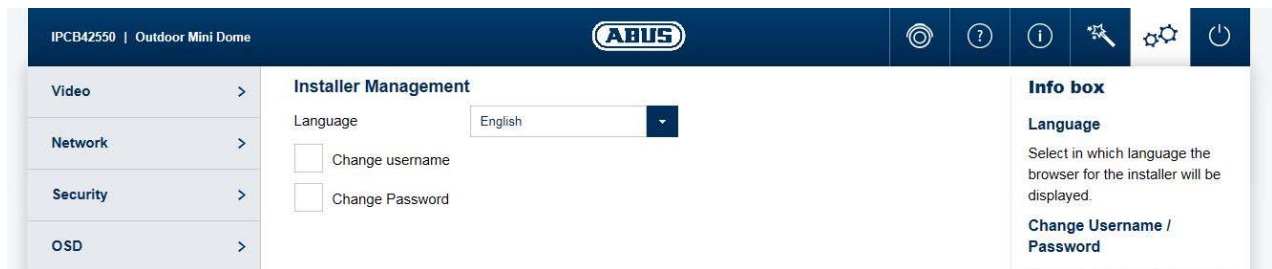 IPCB42550 | Outdoor Mini Dome
ABUS
?
i
Video >
Network >
Security >
OSD >
Installer Management
Language English
Change username
Change Password
Info box
Language
Select in which language the
browser for the installer will be
displayed.
Change Username /
Password